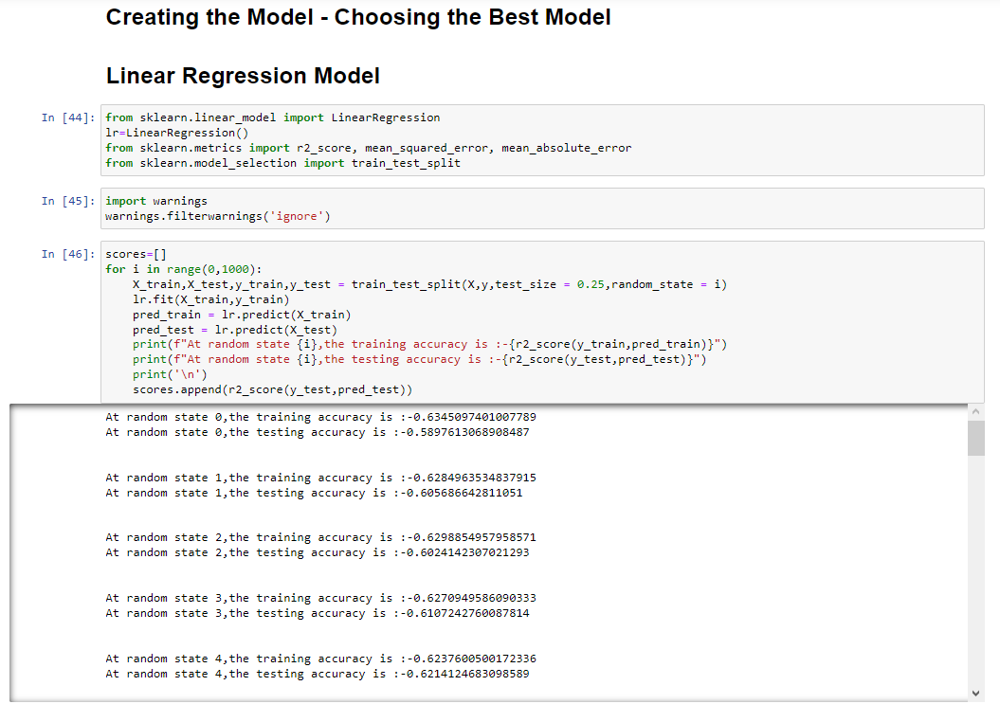 Creating the Model - Choosing the Best Model
Linear Regression Model
In [44]: from sklearn.linear_model import LinearRegression
lr=LinearRegression()
from sklearn.metrics import r2_score, mean_squared_error, mean_absolute_error
from sklearn.model_selection import train_test_split
In [45]: import warnings
warnings.filterwarnings('ignore')
In [46]: scores=[]
for i in range(0,1000):
    X_train,X_test,y_train,y_test = train_test_split(X,y,test_size = 0.25,random_state = i)
    lr.fit(X_train,y_train)
    pred_train = lr.predict(X_train)
    pred_test = lr.predict(X_test)
    print(f"At random state {i},the training accuracy is :-{r2_score(y_train,pred_train)}")
    print(f"At random state {i},the testing accuracy is :-{r2_score(y_test,pred_test)}")
    print('\n')
    scores.append(r2_score(y_test,pred_test))
At random state 0,the training accuracy is :-0.6345097401007789
At random state 0,the testing accuracy is :-0.5897613068908487
At random state 1,the training accuracy is :-0.6284963534837915
At random state 1,the testing accuracy is :-0.605686642811051
At random state 2,the training accuracy is :-0.6298854957958571
At random state 2,the testing accuracy is :-0.6024142307021293
At random state 3,the training accuracy is :-0.6270949586090333
At random state 3,the testing accuracy is :-0.6107242760087814
At random state 4,the training accuracy is :-0.6237600500172336
At random state 4,the testing accuracy is :-0.6214124683098589